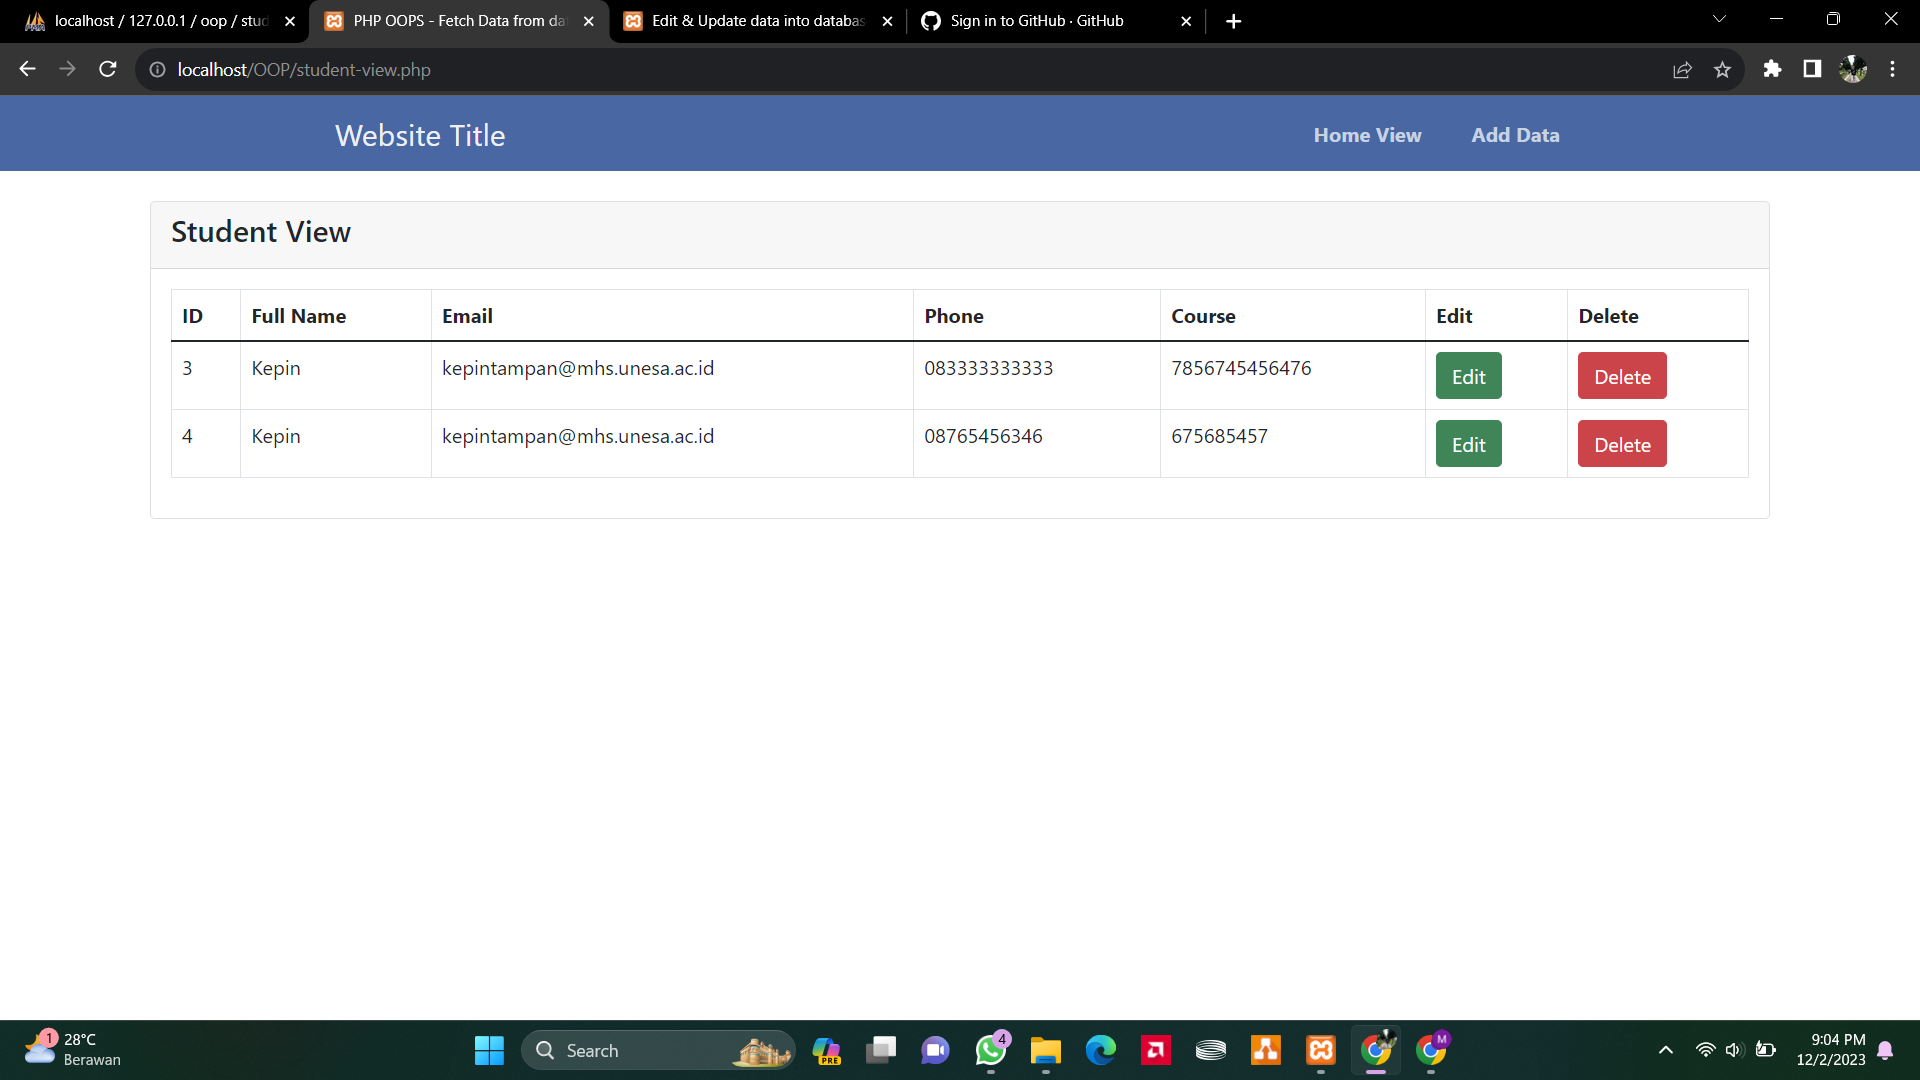 localhost / 127.0.0.1 / oop / stud
PHP OOPS - Fetch Data from da
Edit & Update data into databas
Sign in to GitHub · GitHub
localhost/OOP/student-view.php
Website Title
Home View
Add Data
Student View
ID Full Name Email Phone Course Edit Delete
3 Kepin kepintampan@mhs.unesa.ac.id 083333333333 7856745456476 Edit Delete
4 Kepin kepintampan@mhs.unesa.ac.id 08765456346 675685457 Edit Delete
1
28°C
Berawan
Search
PRE
4
M
9:04 PM
12/2/2023